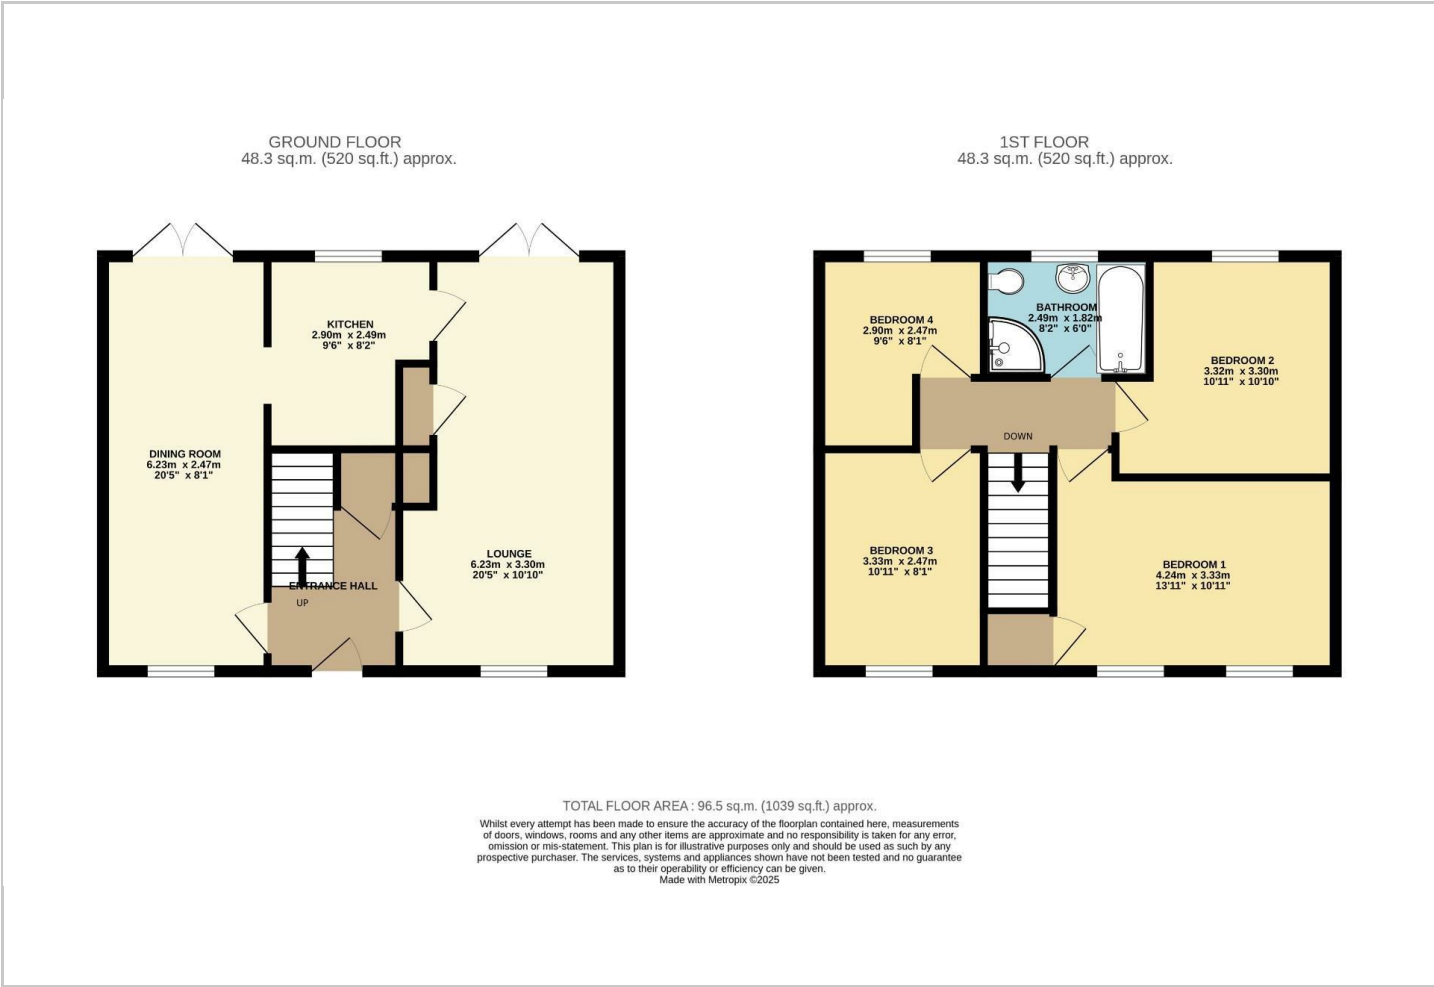 GROUND FLOOR
48.3 sq.m. (520 sq.ft.) approx.
KITCHEN
2.90m x 2.49m
9'6" x 8'2"
DINING ROOM
6.23m x 2.47m
20'5" x 8'1"
LOUNGE
6.23m x 3.30m
20'5" x 10'10"
ENTRANCE HALL
UP
1ST FLOOR
48.3 sq.m. (520 sq.ft.) approx.
BEDROOM 4
2.90m x 2.47m
9'6" x 8'1"
BATHROOM
2.49m x 1.82m
8'2" x 6'0"
BEDROOM 2
3.32m x 3.30m
10'11" x 10'10"
DOWN
BEDROOM 3
3.33m x 2.47m
10'11" x 8'1"
BEDROOM 1
4.24m x 3.33m
13'11" x 10'11"
TOTAL FLOOR AREA : 96.5 sq.m. (1039 sq.ft.) approx.
Whilst every attempt has been made to ensure the accuracy of the floorplan contained here, measurements
of doors, windows, rooms and any other items are approximate and no responsibility is taken for any error,
omission or mis-statement. This plan is for illustrative purposes only and should be used as such by any
prospective purchaser. The services, systems and appliances shown have not been tested and no guarantee
as to their operability or efficiency can be given.
Made with Metropix ©2025